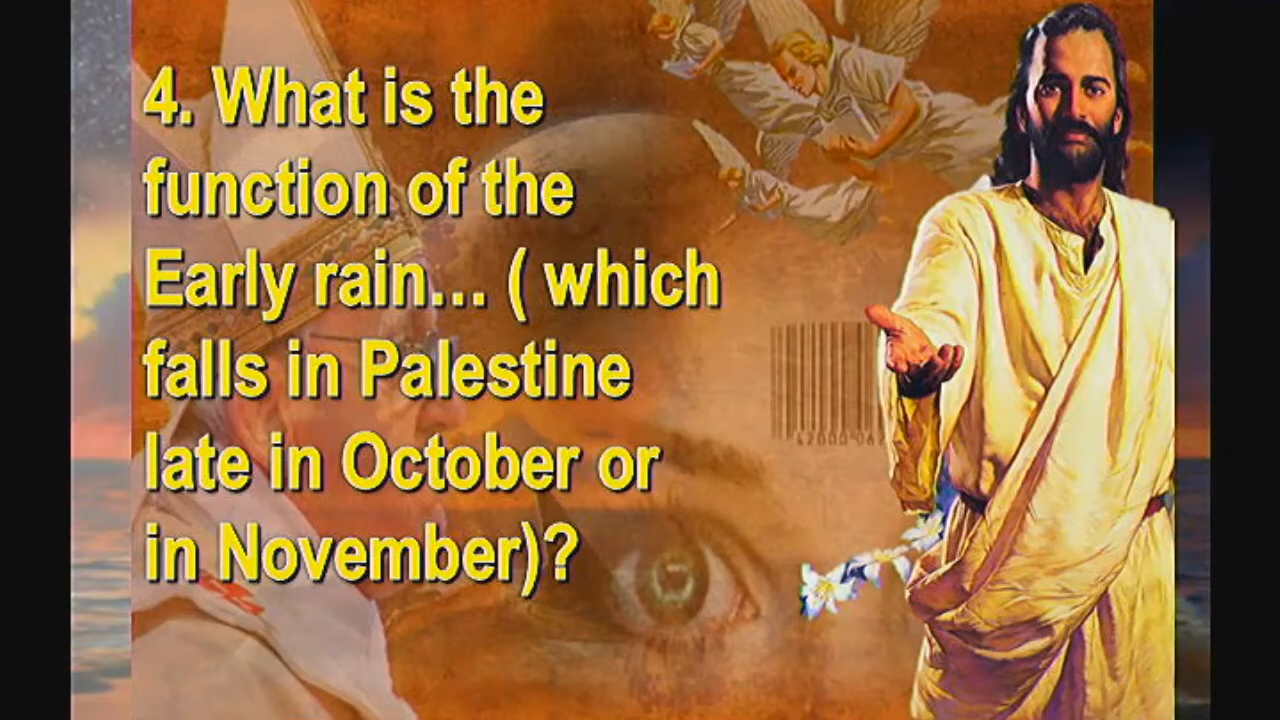 4. What is the
function of the
Early rain... ( which
falls in Palestine
late in October or
in November)?